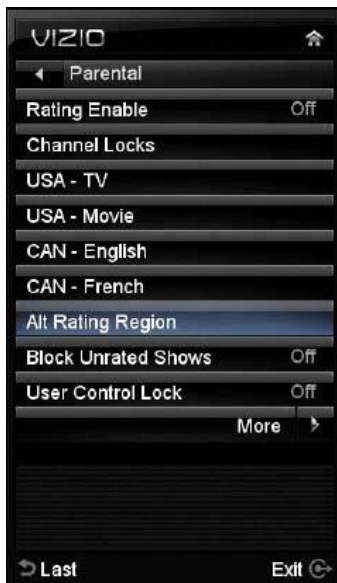 VIZIO
Parental
Rating Enable Off
Channel Locks
USA - TV
USA - Movie
CAN - English
CAN - French
Alt Rating Region
Block Unrated Shows Off
User Control Lock Off
More
Last Exit